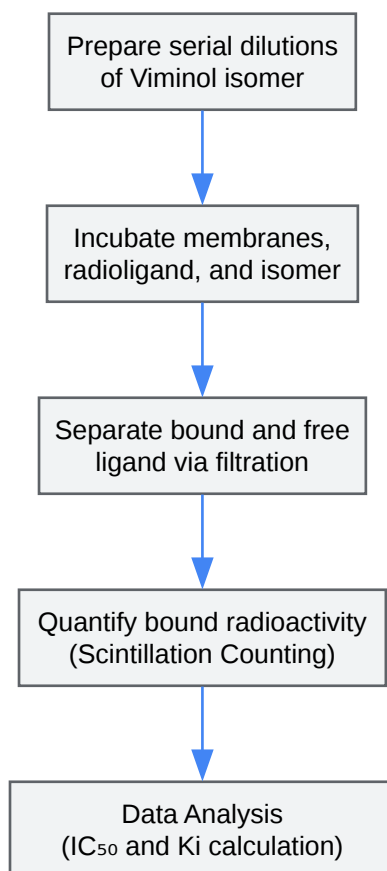 Prepare serial dilutions
of Viminol isomer
Incubate membranes,
radioligand, and isomer
Separate bound and free
ligand via filtration
Quantify bound radioactivity
(Scintillation Counting)
Data Analysis
(IC₅₀ and Ki calculation)